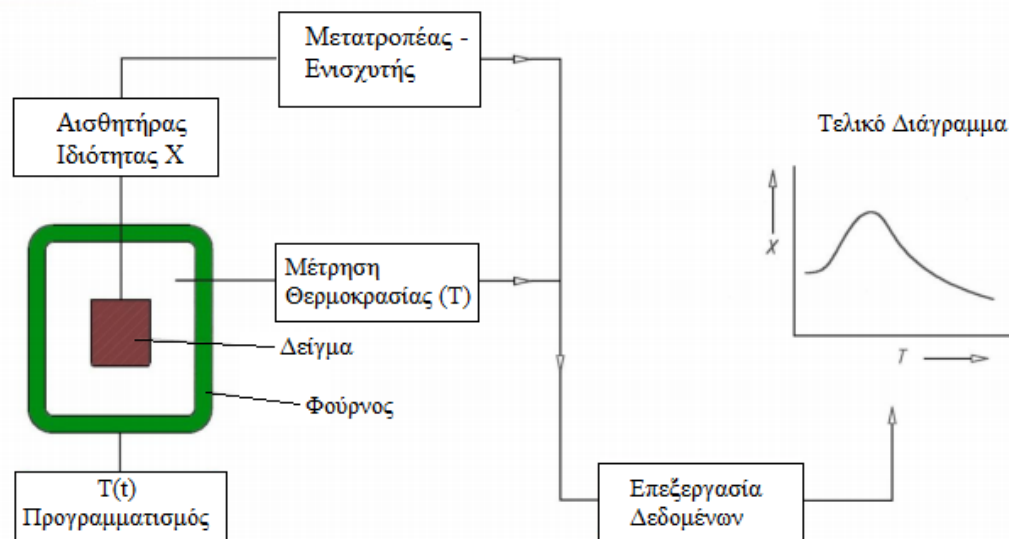 Μετατροπέας -
Ενισχυτής
Αισθητήρας
Ιδιότητας Χ
Τελικό Διάγραμμα
X
T
Μέτρηση
Θερμοκρασίας (Τ)
Δείγμα
Φούρνος
T(t)
Προγραμματισμός
Επεξεργασία
Δεδομένων